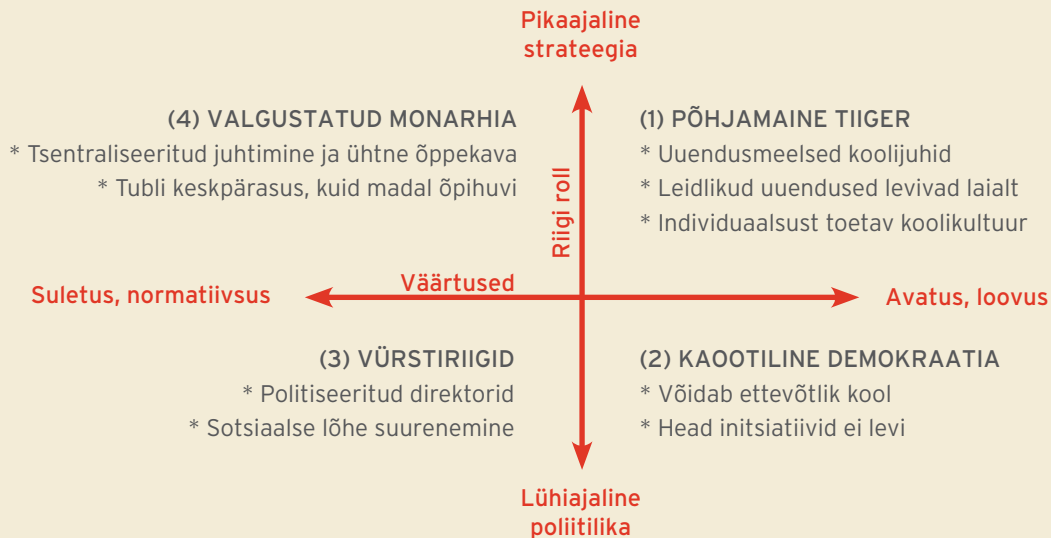 Pikaajaline
strateegia
(4) VALGUSTATUD MONARHIA
* Tsentraliseeritud juhtimine ja ühtne õppekava
* Tubli keskpärasus, kuid madal õpihuvi
(1) PÕHJAMAINE TIIGER
* Uuendusmeelsed koolijuhid
* Leidlikud uuendused levivad laialt
* Individuaalsust toetav koolikultuur
Riigi roll
Väärtused
Suletus, normatiivsus
Avatus, loovus
(3) VÜRSTIRIIGID
* Politiseeritud direktorid
* Sotsiaalse lõhe suurenemine
(2) KAOOTILINE DEMOKRAATIA
* Võidab ettevõtlik kool
* Head initsiatiivid ei levi
Lühiajaline
poliitilika